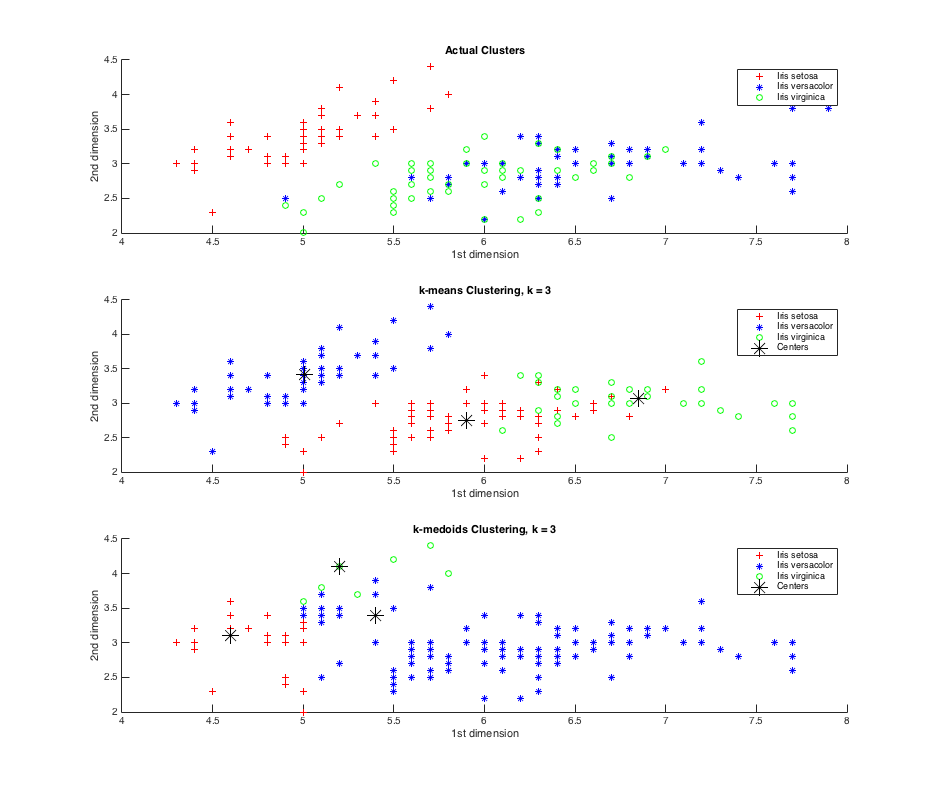 Actual Clusters
4.5
4
3.5
3
2.5
2
2nd dimension
Iris setosa
Iris versacolor
Iris virginica
4 4.5 5 5.5 6 6.5 7 7.5 8
1st dimension
k-means Clustering, k = 3
4.5
4
3.5
3
2.5
2
2nd dimension
Iris setosa
Iris versacolor
Iris virginica
Centers
4 4.5 5 5.5 6 6.5 7 7.5 8
1st dimension
k-medoids Clustering, k = 3
4.5
4
3.5
3
2.5
2
2nd dimension
Iris setosa
Iris versacolor
Iris virginica
Centers
4 4.5 5 5.5 6 6.5 7 7.5 8
1st dimension